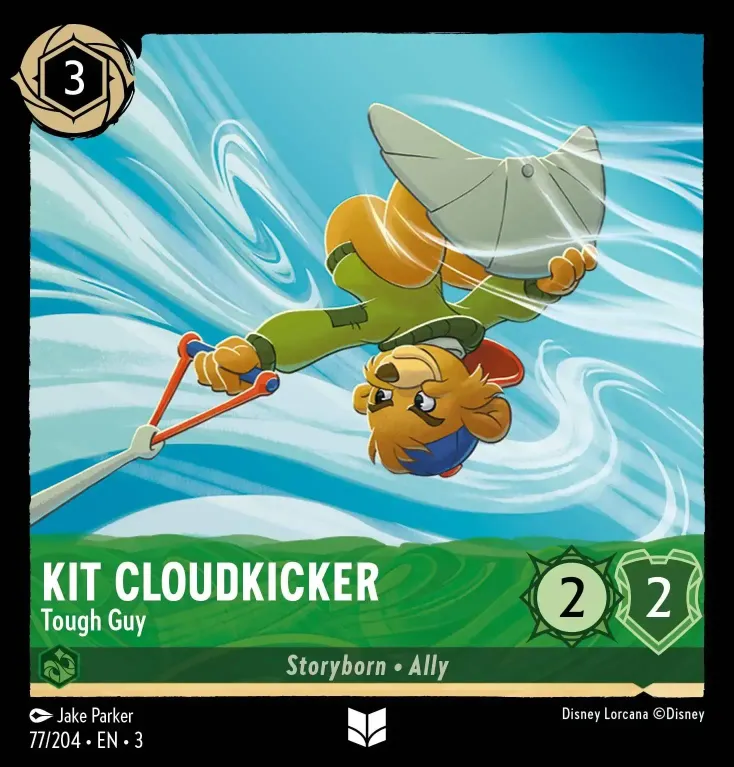 3
KIT CLOUDKICKER
Tough Guy
2
2
Storyborn • Ally
Jake Parker
Disney Lorcana ©Disney
77/204 • EN • 3